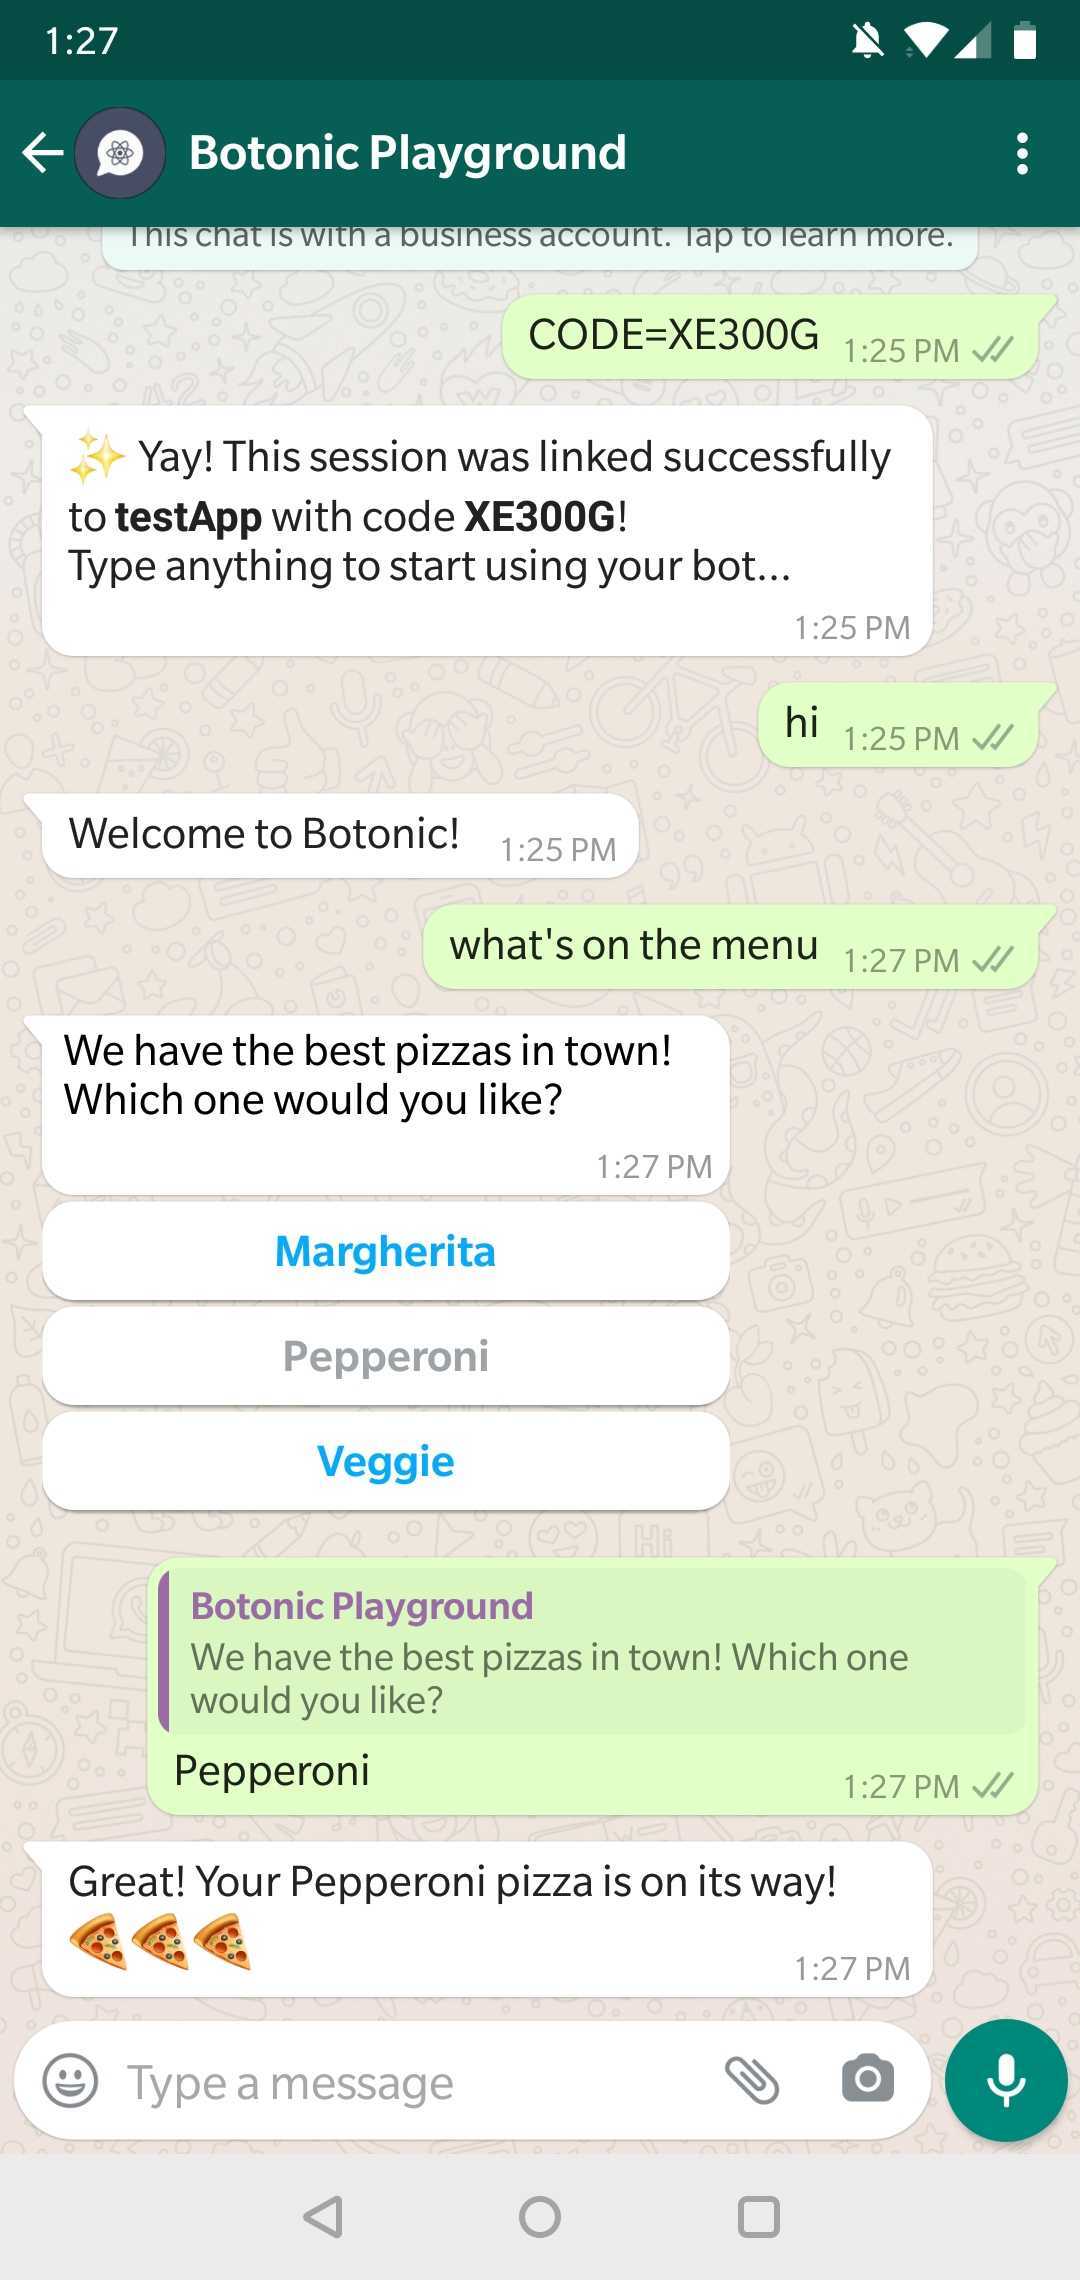 1:27
Botonic Playground
This chat is with a business account. Tap to learn more.
CODE=XE300G 1:25 PM
✨ Yay! This session was linked successfully
to testApp with code XE300G!
Type anything to start using your bot...
1:25 PM
hi 1:25 PM
Welcome to Botonic! 1:25 PM
what's on the menu 1:27 PM
We have the best pizzas in town!
Which one would you like?
1:27 PM
Margherita
Pepperoni
Veggie
Botonic Playground
We have the best pizzas in town! Which one
would you like?
Pepperoni 1:27 PM
Great! Your Pepperoni pizza is on its way!
🍕🍕🍕 1:27 PM
Type a message